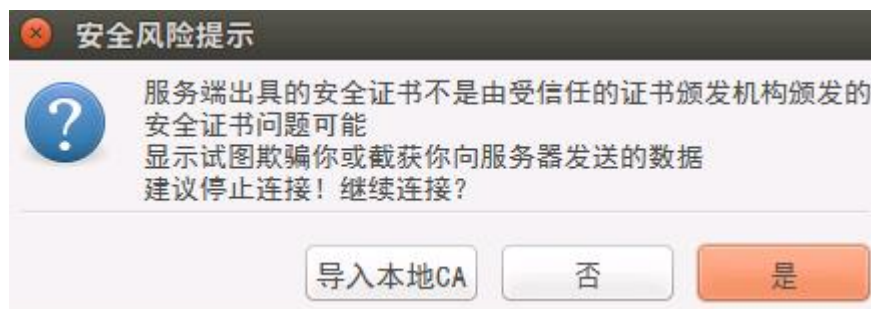 安全风险提示
服务端出具的安全证书不是由受信任的证书颁发机构颁发的
安全证书问题可能
显示试图欺骗你或截获你向服务器发送的数据
建议停止连接！继续连接？
导入本地CA 否 是